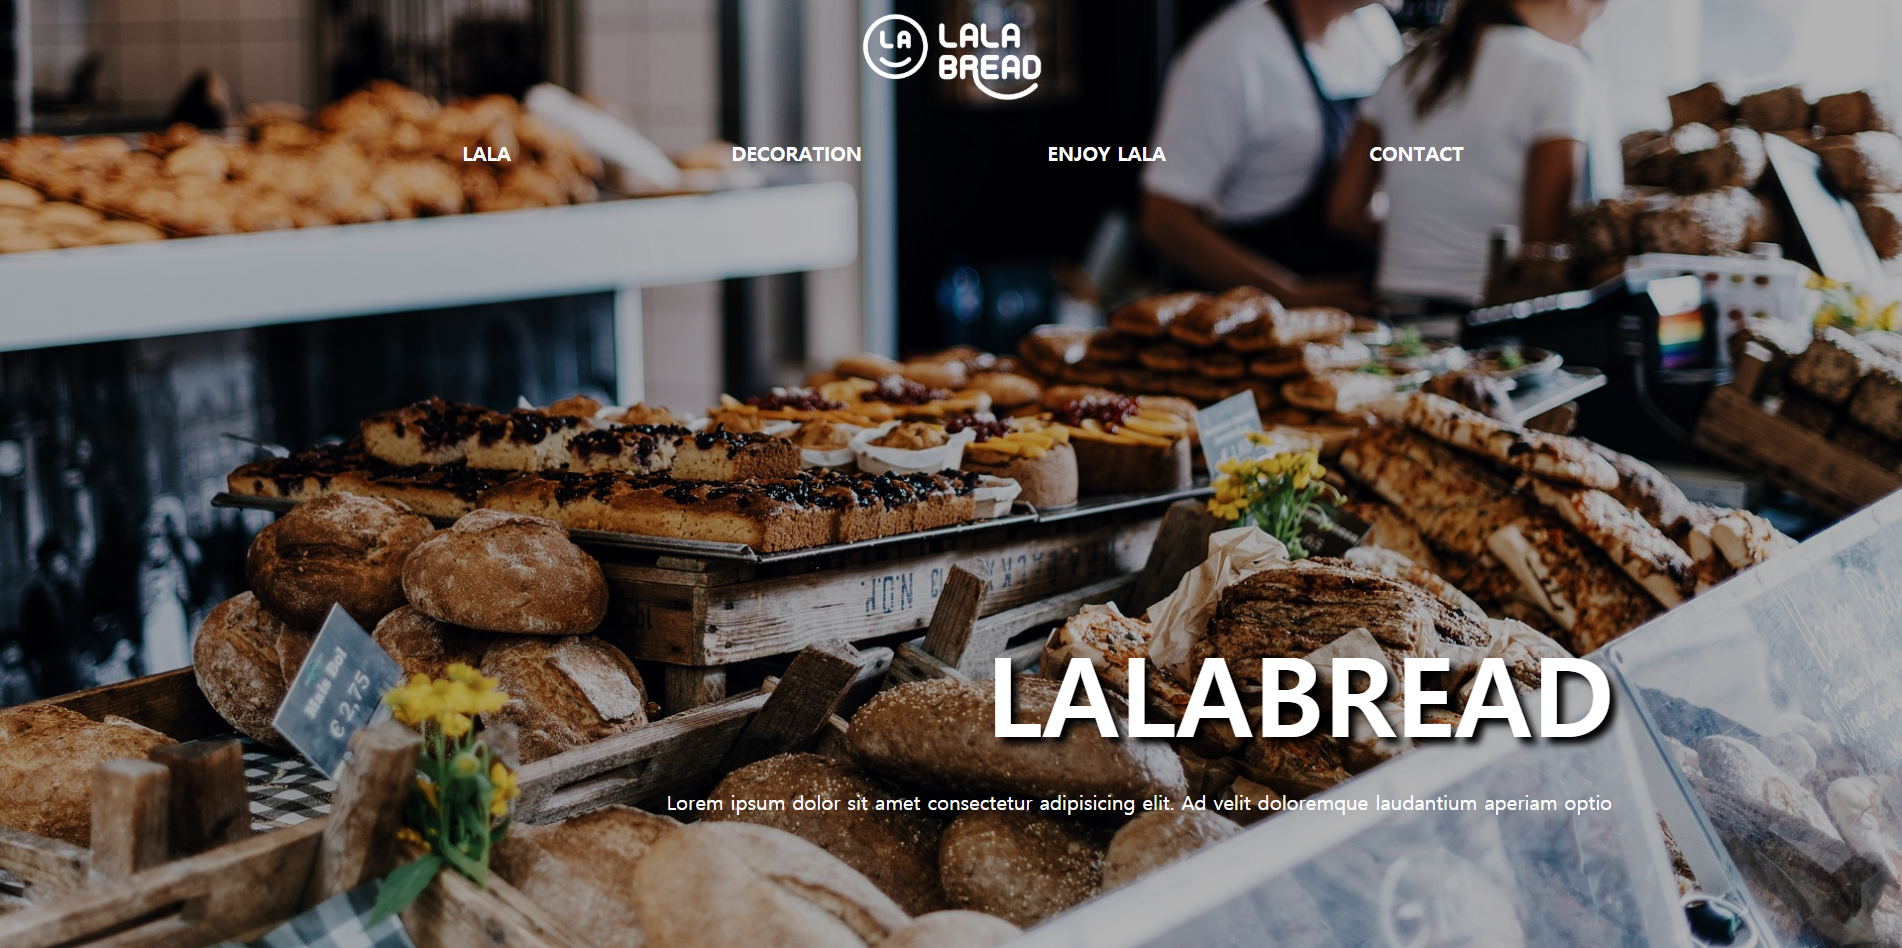 LA LALA
BREAD
LALA DECORATION ENJOY LALA CONTACT
Mais Bol
€ 2,75
LALABREAD
Lorem ipsum dolor sit amet consectetur adipisicing elit. Ad velit doloremque laudantium aperiam optio